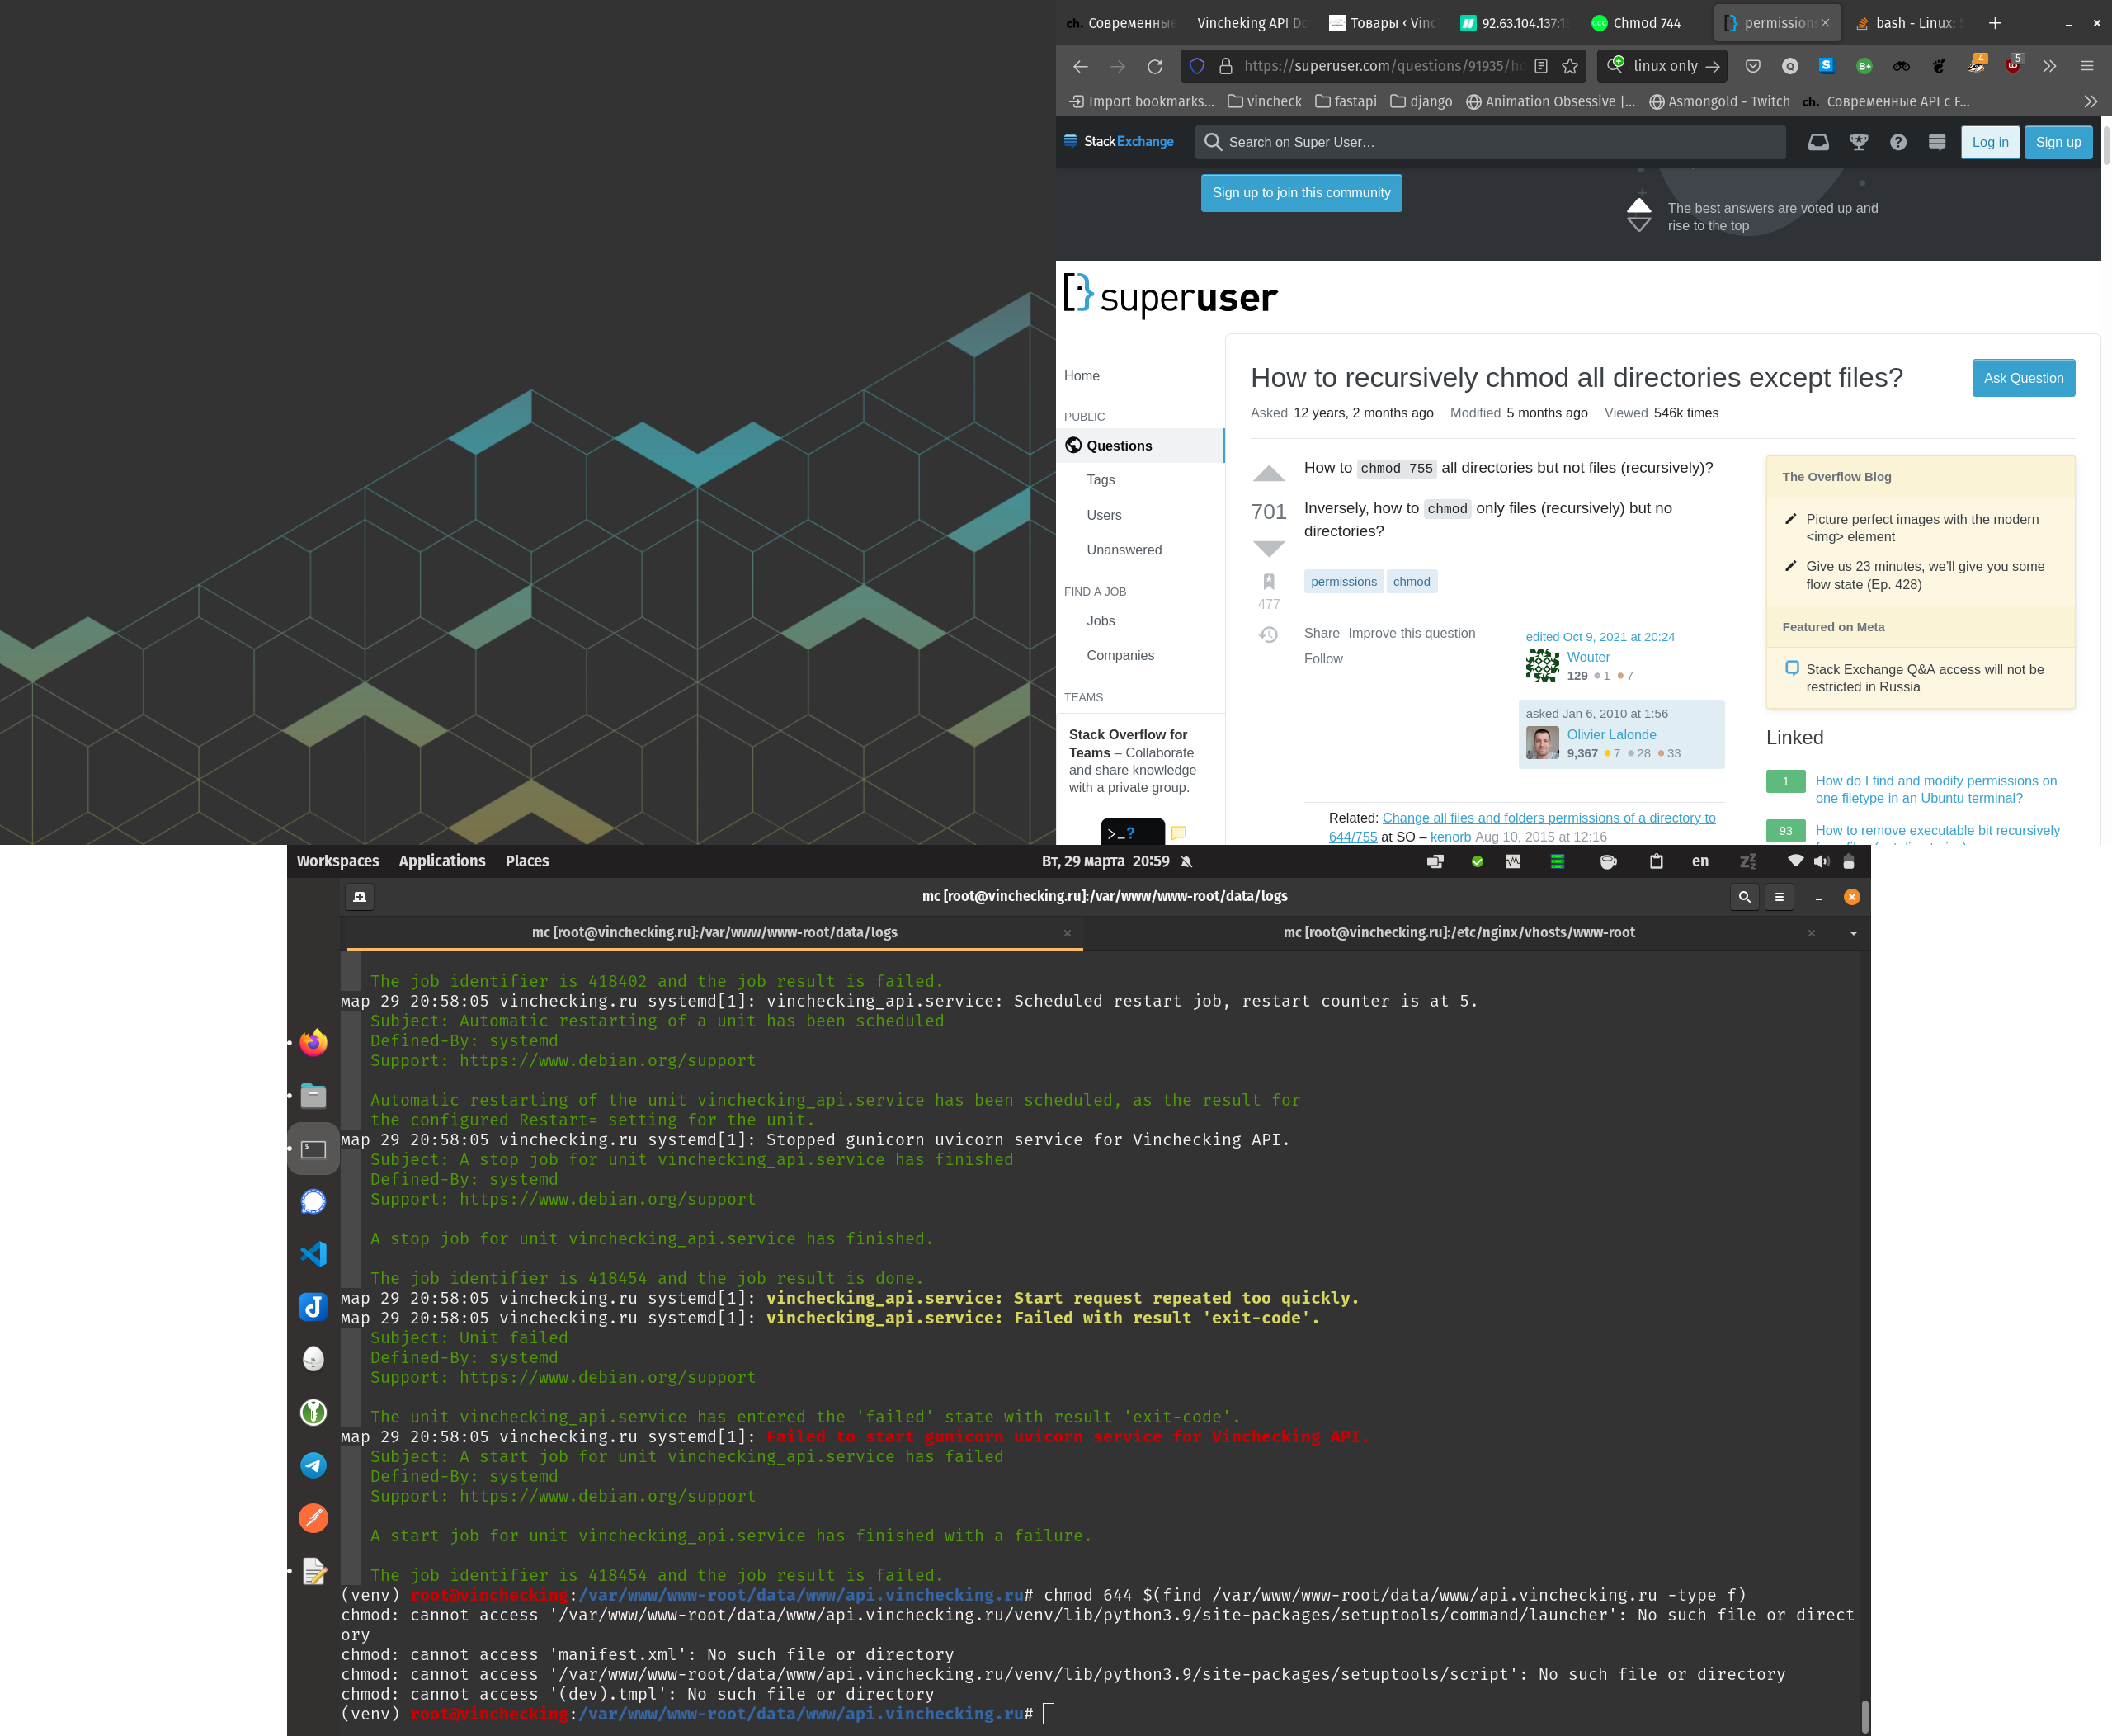 ch. Современные
Vincheking API Do
Товары ‹ Vinc
92.63.104.137:1
Chmod 744
permissions
bash - Linux:
https://superuser.com/questions/91935/ho
linux only
Import bookmarks...
vincheck
fastapi
django
Animation Obsessive |...
Asmongold - Twitch
ch. Современные API с F...
StackExchange
Search on Super User…
Log in
Sign up
Sign up to join this community
The best answers are voted up and
rise to the top
superuser
Home
PUBLIC
Questions
Tags
Users
Unanswered
FIND A JOB
Jobs
Companies
TEAMS
Stack Overflow for
Teams – Collaborate
and share knowledge
with a private group.
>_?
How to recursively chmod all directories except files?
Ask Question
Asked 12 years, 2 months ago Modified 5 months ago Viewed 546k times
How to chmod 755 all directories but not files (recursively)?
701
Inversely, how to chmod only files (recursively) but no
directories?
permissions chmod
477
Share Improve this question
Follow
edited Oct 9, 2021 at 20:24
Wouter
129 1 7
asked Jan 6, 2010 at 1:56
Olivier Lalonde
9,367 7 28 33
Related: Change all files and folders permissions of a directory to
644/755 at SO – kenorb Aug 10, 2015 at 12:16
The Overflow Blog
Picture perfect images with the modern
<img> element
Give us 23 minutes, we’ll give you some
flow state (Ep. 428)
Featured on Meta
Stack Exchange Q&A access will not be
restricted in Russia
Linked
1 How do I find and modify permissions on
one filetype in an Ubuntu terminal?
93 How to remove executable bit recursively
Workspaces Applications Places
Вт, 29 марта 20:59
en
mc [root@vinchecking.ru]:/var/www/www-root/data/logs
mc [root@vinchecking.ru]:/var/www/www-root/data/logs
mc [root@vinchecking.ru]:/etc/nginx/vhosts/www-root
The job identifier is 418402 and the job result is failed.
мар 29 20:58:05 vinchecking.ru systemd[1]: vinchecking_api.service: Scheduled restart job, restart counter is at 5.
Subject: Automatic restarting of a unit has been scheduled
Defined-By: systemd
Support: https://www.debian.org/support
Automatic restarting of the unit vinchecking_api.service has been scheduled, as the result for
the configured Restart= setting for the unit.
мар 29 20:58:05 vinchecking.ru systemd[1]: Stopped gunicorn uvicorn service for Vinchecking API.
Subject: A stop job for unit vinchecking_api.service has finished
Defined-By: systemd
Support: https://www.debian.org/support
A stop job for unit vinchecking_api.service has finished.
The job identifier is 418454 and the job result is done.
мар 29 20:58:05 vinchecking.ru systemd[1]: vinchecking_api.service: Start request repeated too quickly.
мар 29 20:58:05 vinchecking.ru systemd[1]: vinchecking_api.service: Failed with result 'exit-code'.
Subject: Unit failed
Defined-By: systemd
Support: https://www.debian.org/support
The unit vinchecking_api.service has entered the 'failed' state with result 'exit-code'.
мар 29 20:58:05 vinchecking.ru systemd[1]: Failed to start gunicorn uvicorn service for Vinchecking API.
Subject: A start job for unit vinchecking_api.service has failed
Defined-By: systemd
Support: https://www.debian.org/support
A start job for unit vinchecking_api.service has finished with a failure.
The job identifier is 418454 and the job result is failed.
(venv) root@vinchecking:/var/www/www-root/data/www/api.vinchecking.ru# chmod 644 $(find /var/www/www-root/data/www/api.vinchecking.ru -type f)
chmod: cannot access '/var/www/www-root/data/www/api.vinchecking.ru/venv/lib/python3.9/site-packages/setuptools/command/launcher': No such file or direct
ory
chmod: cannot access 'manifest.xml': No such file or directory
chmod: cannot access '/var/www/www-root/data/www/api.vinchecking.ru/venv/lib/python3.9/site-packages/setuptools/script': No such file or directory
chmod: cannot access '(dev).tmpl': No such file or directory
(venv) root@vinchecking:/var/www/www-root/data/www/api.vinchecking.ru#